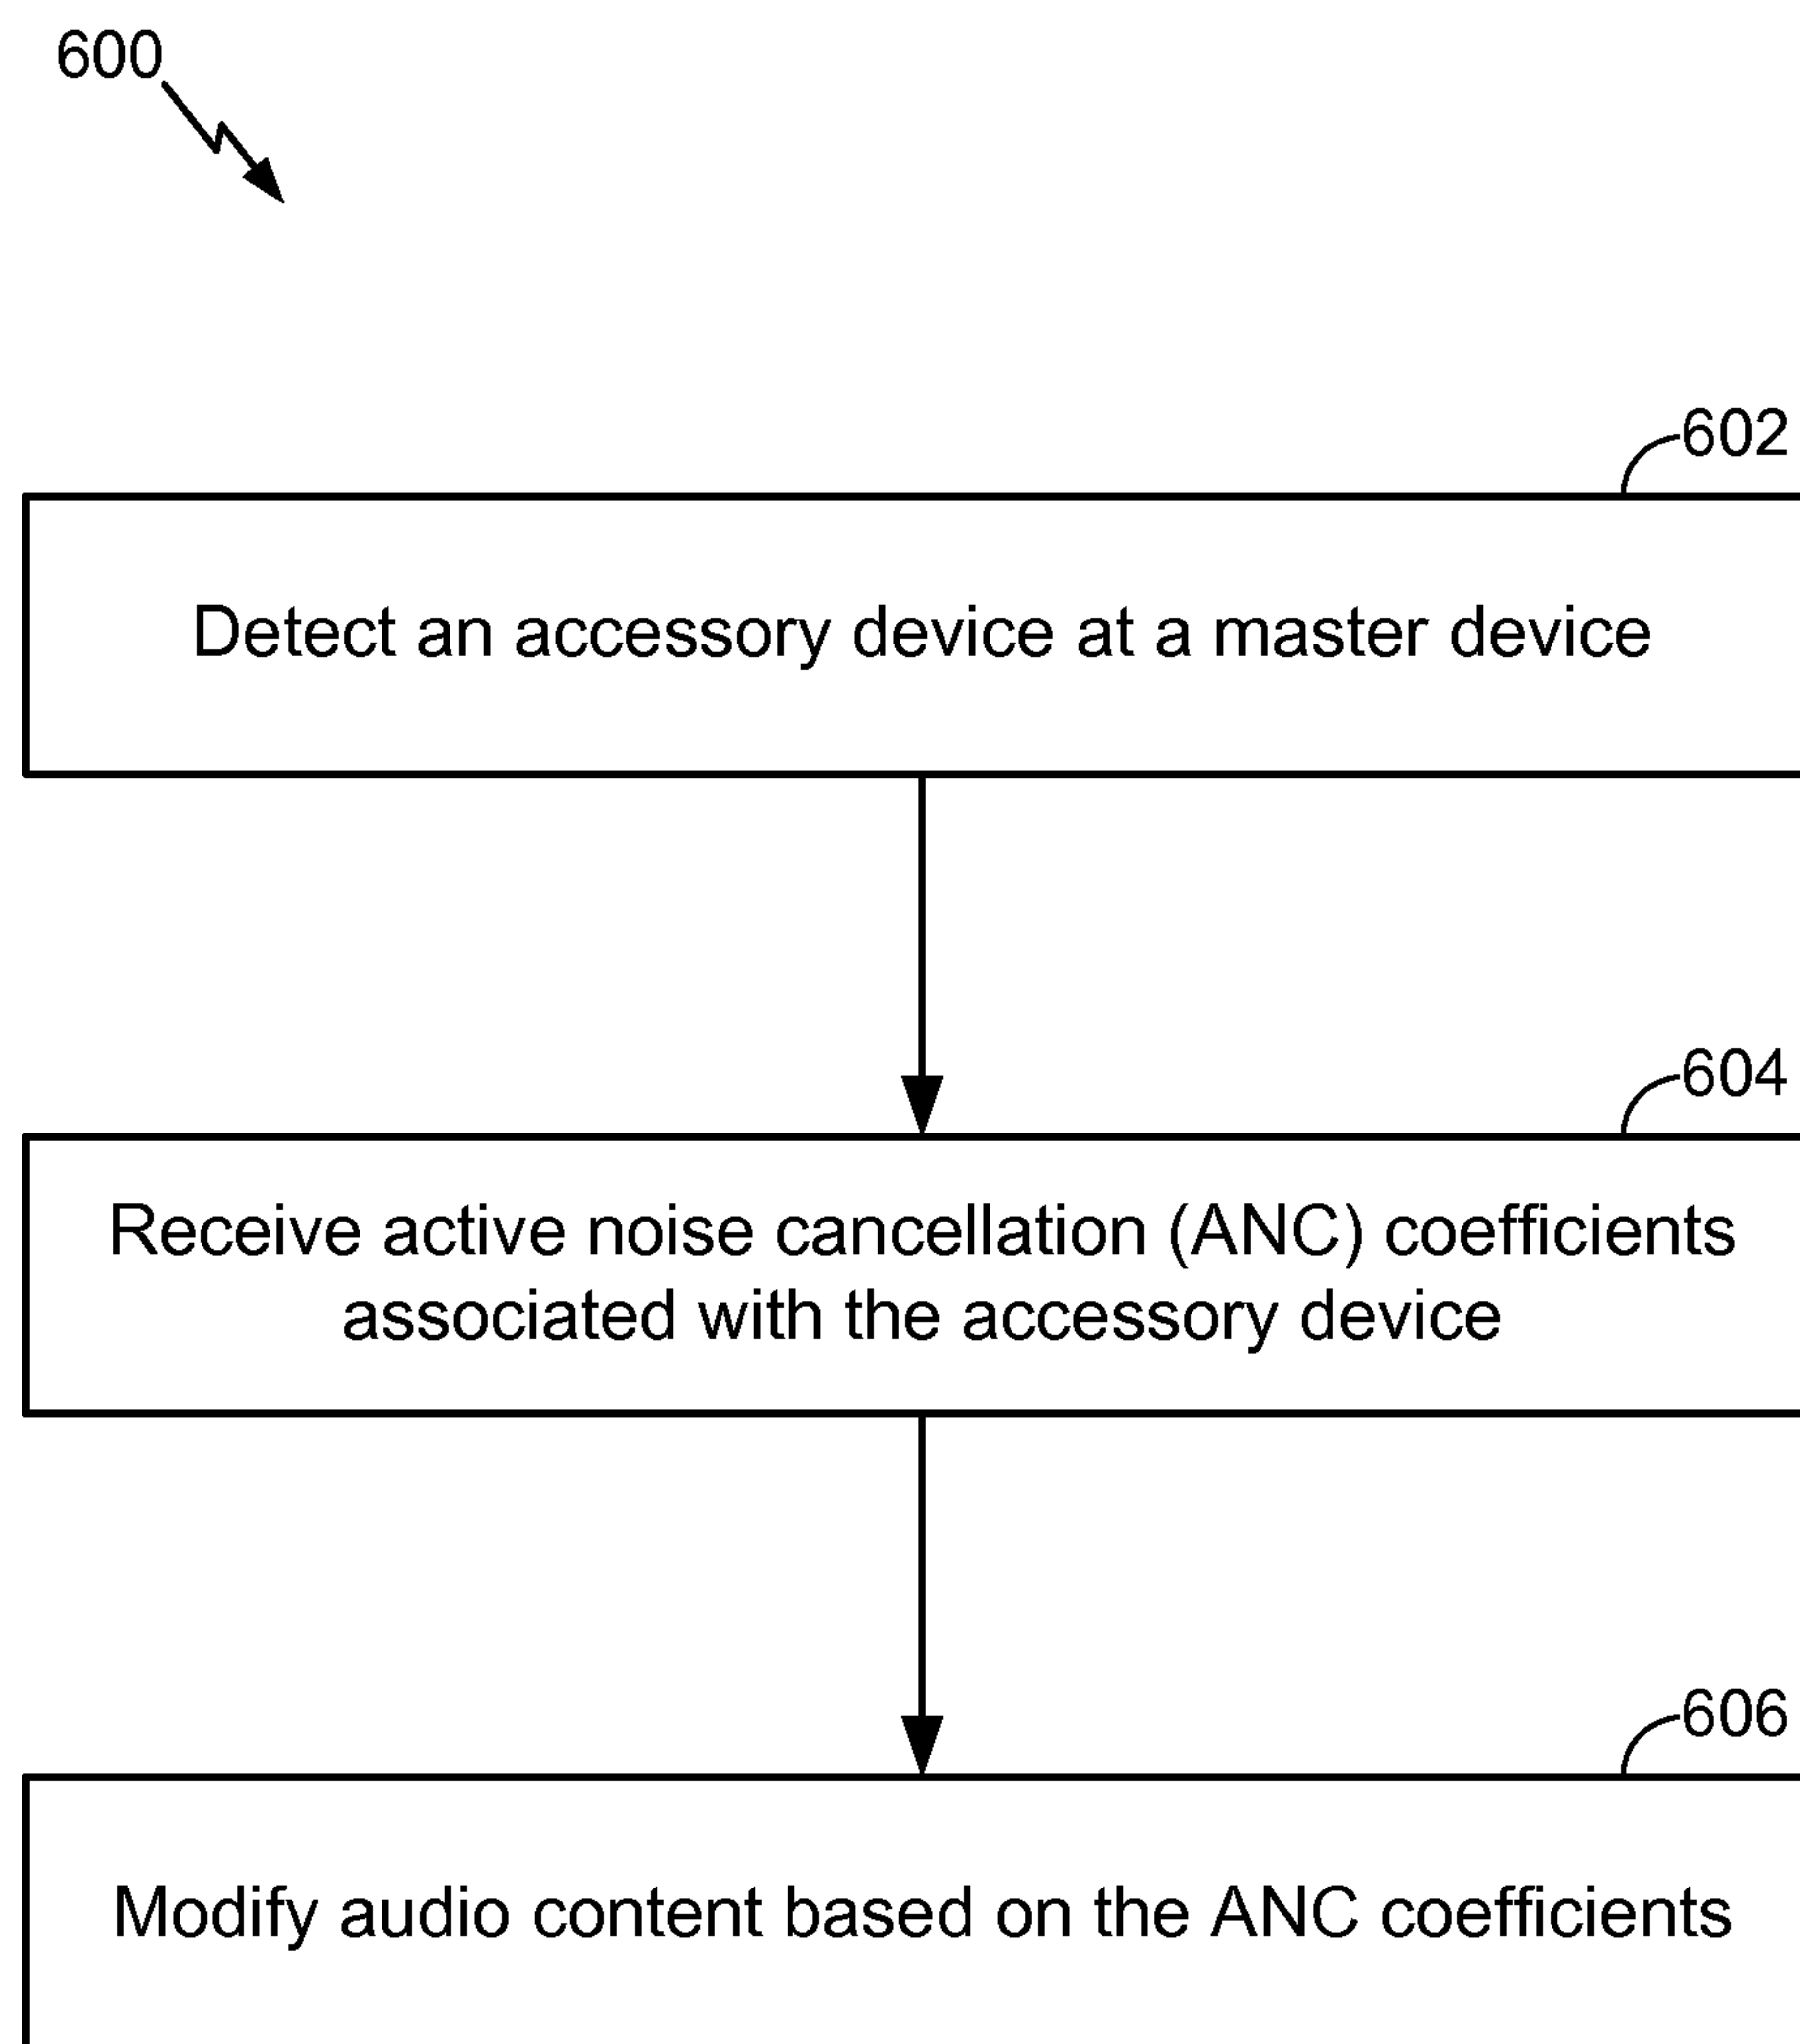 600
602
Detect an accessory device at a master device
604
Receive active noise cancellation (ANC) coefficients
associated with the accessory device
606
Modify audio content based on the ANC coefficients